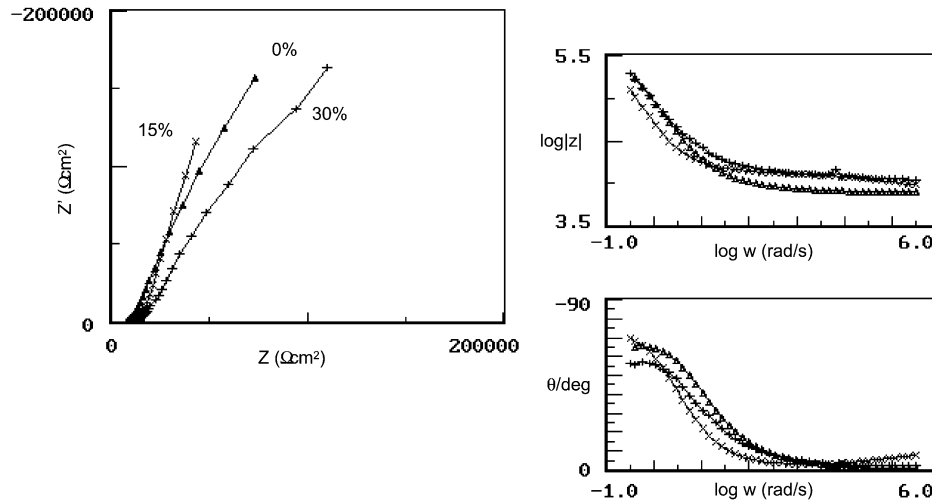 -200000
0%
30%
15%
Z' (Ωcm²)
0
0
200000
Z (Ωcm²)
5.5
log|z|
3.5
-1.0
6.0
log w (rad/s)
-90
θ/deg
0
-1.0
6.0
log w (rad/s)